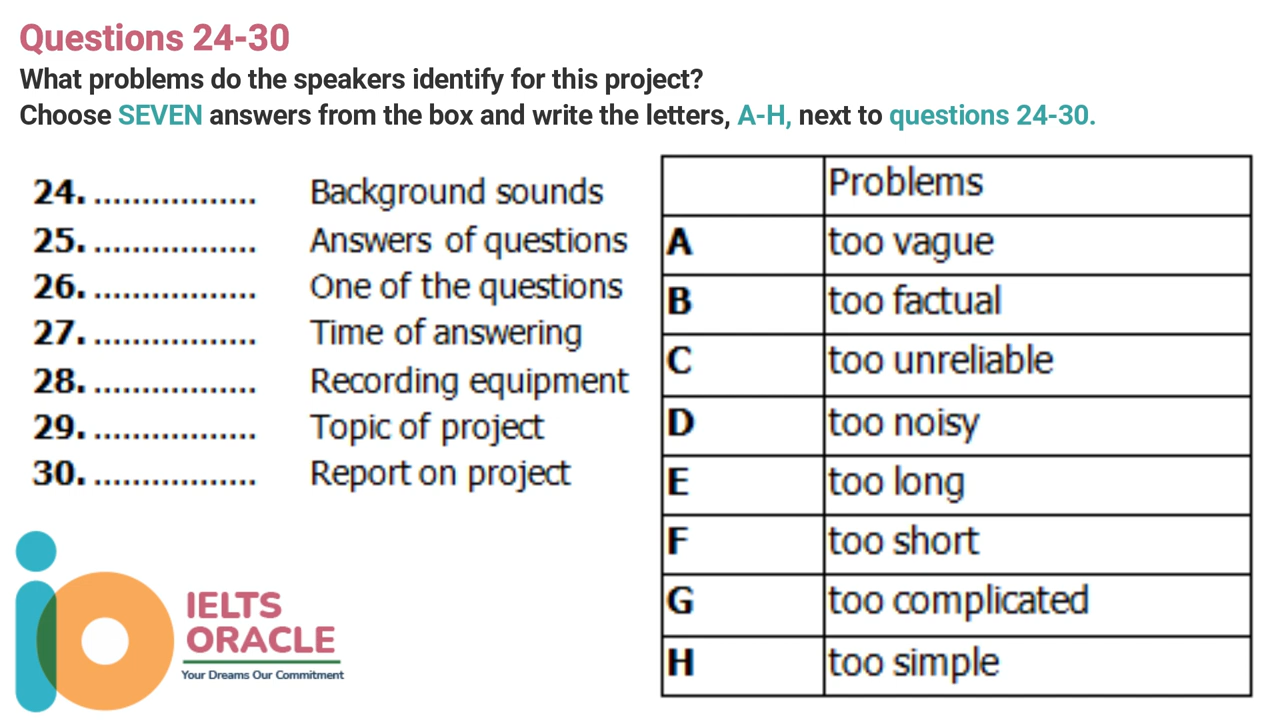 Questions 24-30
What problems do the speakers identify for this project?
Choose SEVEN answers from the box and write the letters, A-H, next to questions 24-30.
24. ................. Background sounds
25. ................. Answers of questions
26. ................. One of the questions
27. ................. Time of answering
28. ................. Recording equipment
29. ................. Topic of project
30. ................. Report on project
Problems
A too vague
B too factual
C too unreliable
D too noisy
E too long
F too short
G too complicated
H too simple
io
IELTS
ORACLE
Your Dreams Our Commitment